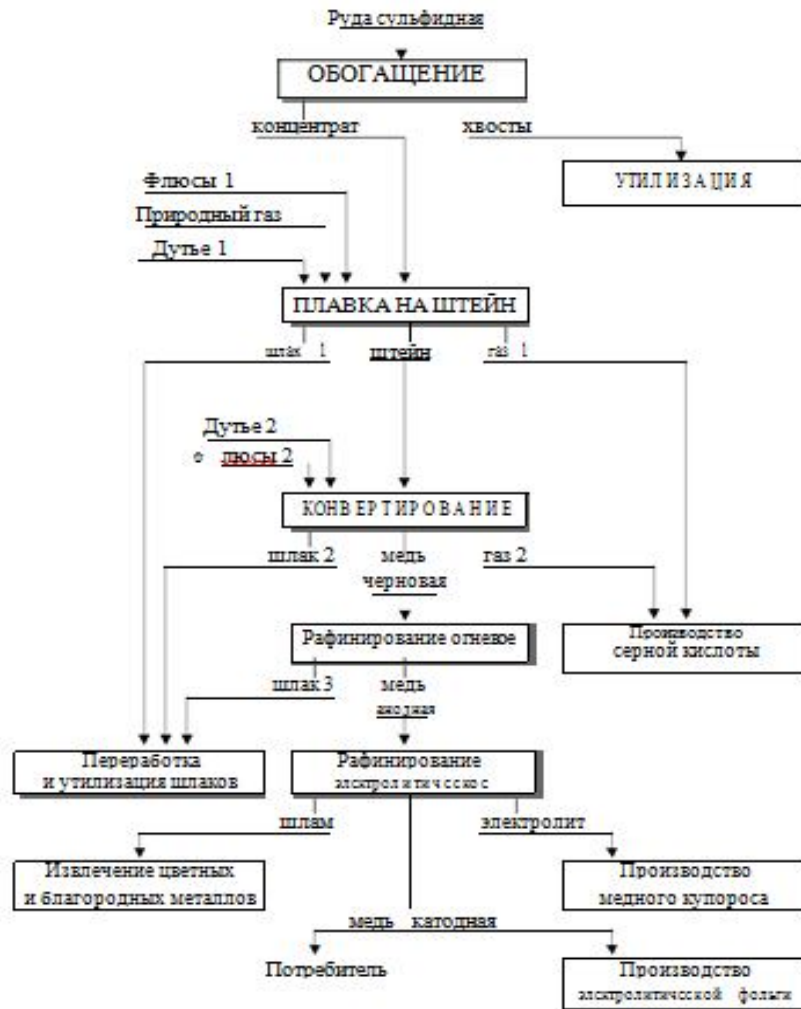 Руда сульфидная
ОБОГАЩЕНИЕ
концентрат
хвосты
УТИЛИЗАЦИЯ
Флюсы 1
Природный газ
Дутье 1
ПЛАВКА НА ШТЕЙН
шлак 1
штейн
газ 1
Дутье 2
люсы 2
КОНВЕРТИРОВАНИЕ
шлак 2
медь
черновая
газ 2
Рафинирование огневое
Производство
серной кислоты
шлак 3
медь
анодная
Переработка
и утилизация шлаков
Рафинирование
электролитическое
шлам
электролит
Извлечение цветных
и благородных металлов
Производство
медного купороса
медь катодная
Потребитель
Производство
электролитической фольги